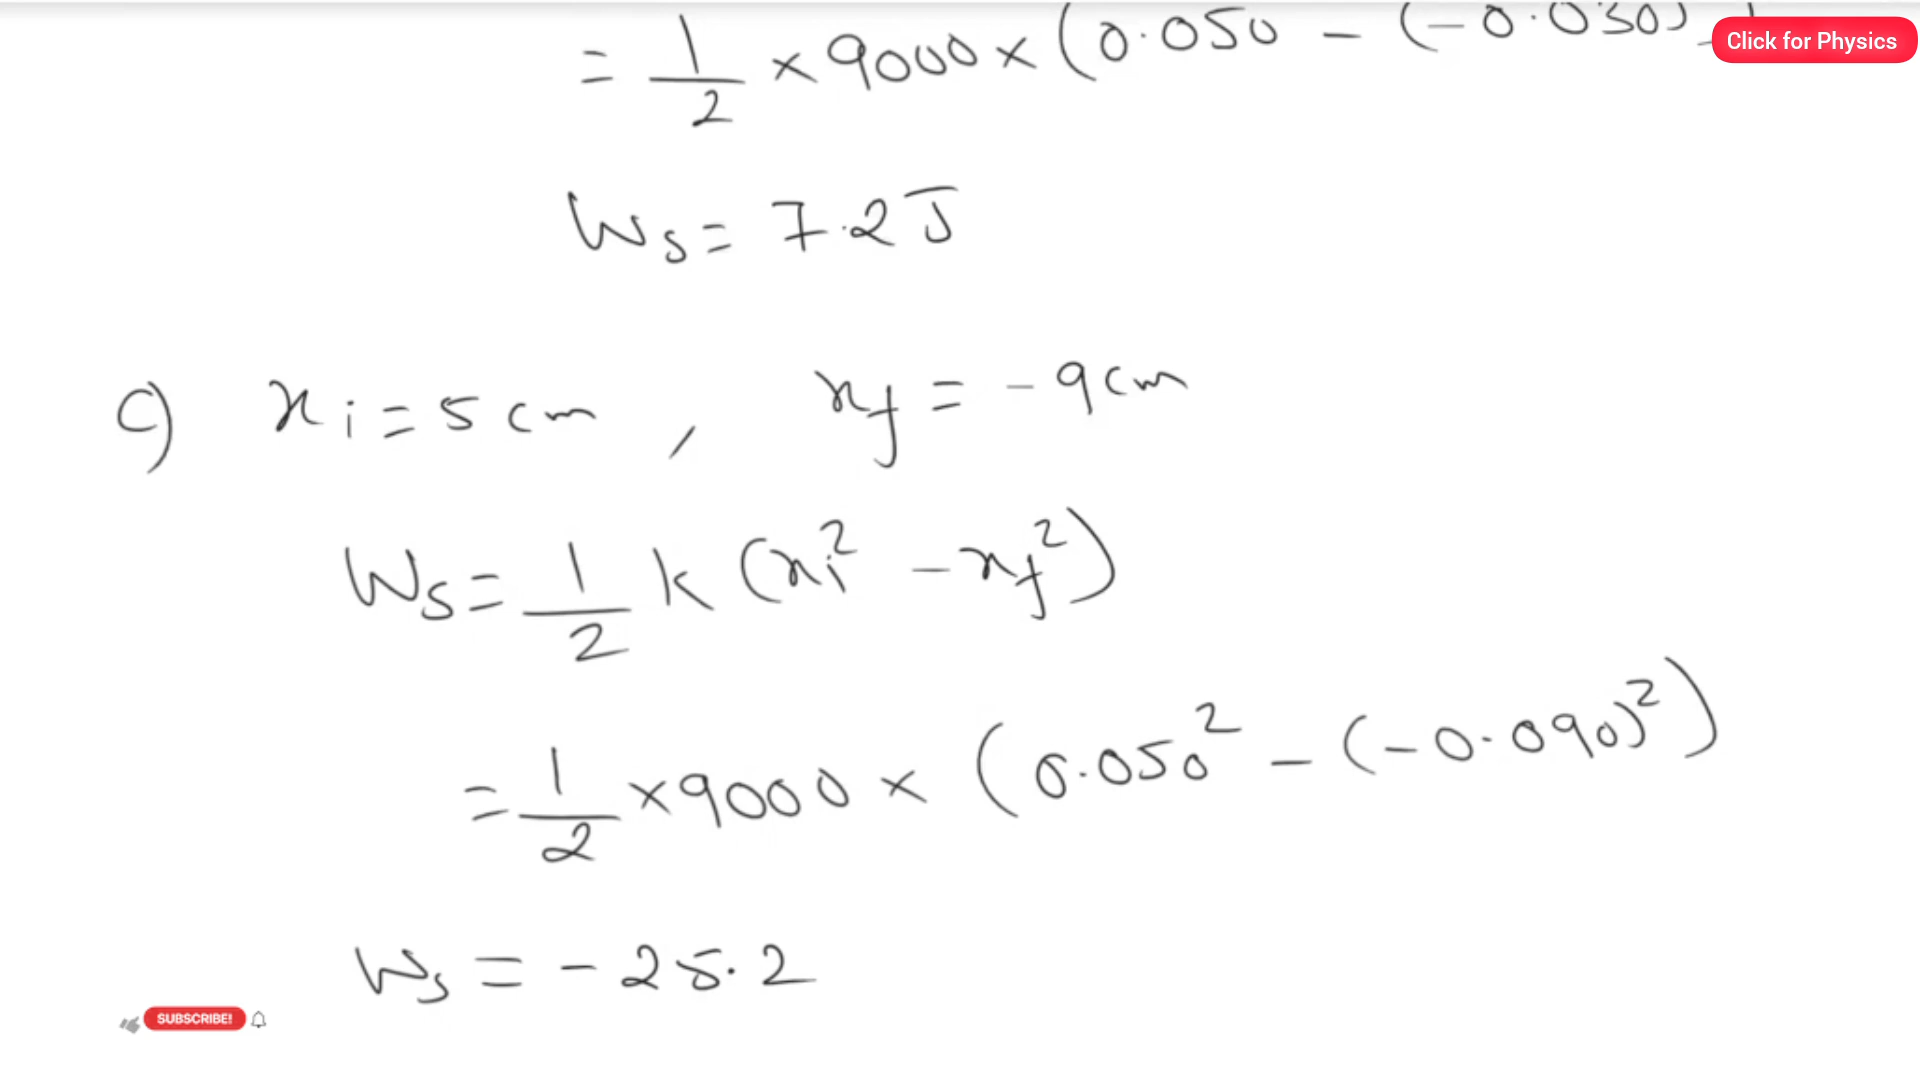 = 1/2 × 9000 × (0.050 – (–0.030)
Click for Physics
Ws = 7.2 J
c) xi = 5 cm , xf = – 9 cm
Ws = 1/2 k (xi² – xf²)
= 1/2 × 9000 × (0.050² – (–0.090)²)
Ws = – 25.2
SUBSCRIBE!